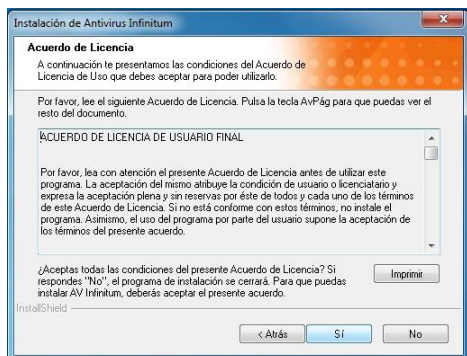 Instalación de Antivirus Infinitum
Acuerdo de Licencia
A continuación te presentamos las condiciones del Acuerdo de
Licencia de Uso que debes aceptar para poder utilizarlo.
Por favor, lee el siguiente Acuerdo de Licencia. Pulsa la tecla AvPág para que puedas ver el
resto del documento.
ACUERDO DE LICENCIA DE USUARIO FINAL
Por favor, lea con atención el presente Acuerdo de Licencia antes de utilizar este
programa. La aceptación del mismo atribuye la condición de usuario o licenciatario y
expresa la aceptación plena y sin reservas por éste de todos y cada uno de los términos
de este Acuerdo de Licencia. Si no está conforme con estos términos, no instale el
programa. Asimismo, el uso del programa por parte del usuario supone la aceptación de
los términos del presente acuerdo.
¿Aceptas todas las condiciones del presente Acuerdo de Licencia? Si
respondes "No", el programa de instalación se cerrará. Para que puedas
instalar AV Infinitum, deberás aceptar el presente acuerdo.
Imprimir
InstallShield
< Atrás
Sí
No